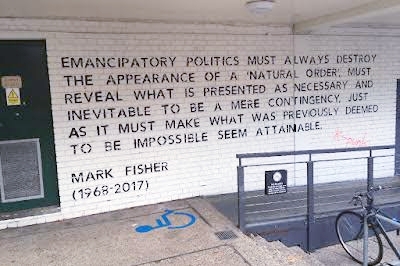 EMANCIPATORY POLITICS MUST ALWAYS DESTROY
THE APPEARANCE OF A 'NATURAL ORDER', MUST
REVEAL WHAT IS PRESENTED AS NECESSARY AND
INEVITABLE TO BE A MERE CONTINGENCY, JUST
AS IT MUST MAKE WHAT WAS PREVIOUSLY DEEMED
TO BE IMPOSSIBLE SEEM ATTAINABLE.
K-punk
MARK FISHER
(1968-2017)